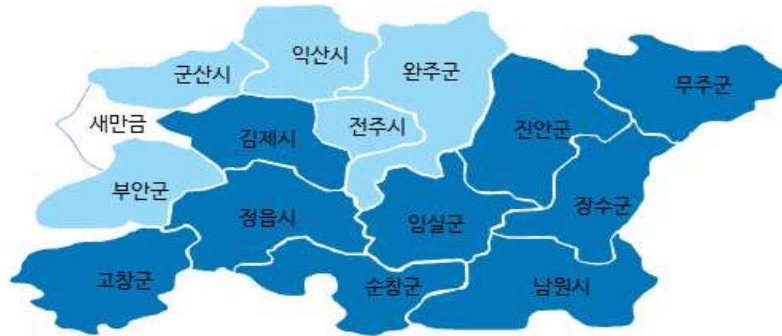 익산시
군산시
완주군
무주군
새만금
김제시
전주시
진안군
부안군
정읍시
임실군
장수군
고창군
순창군
남원시